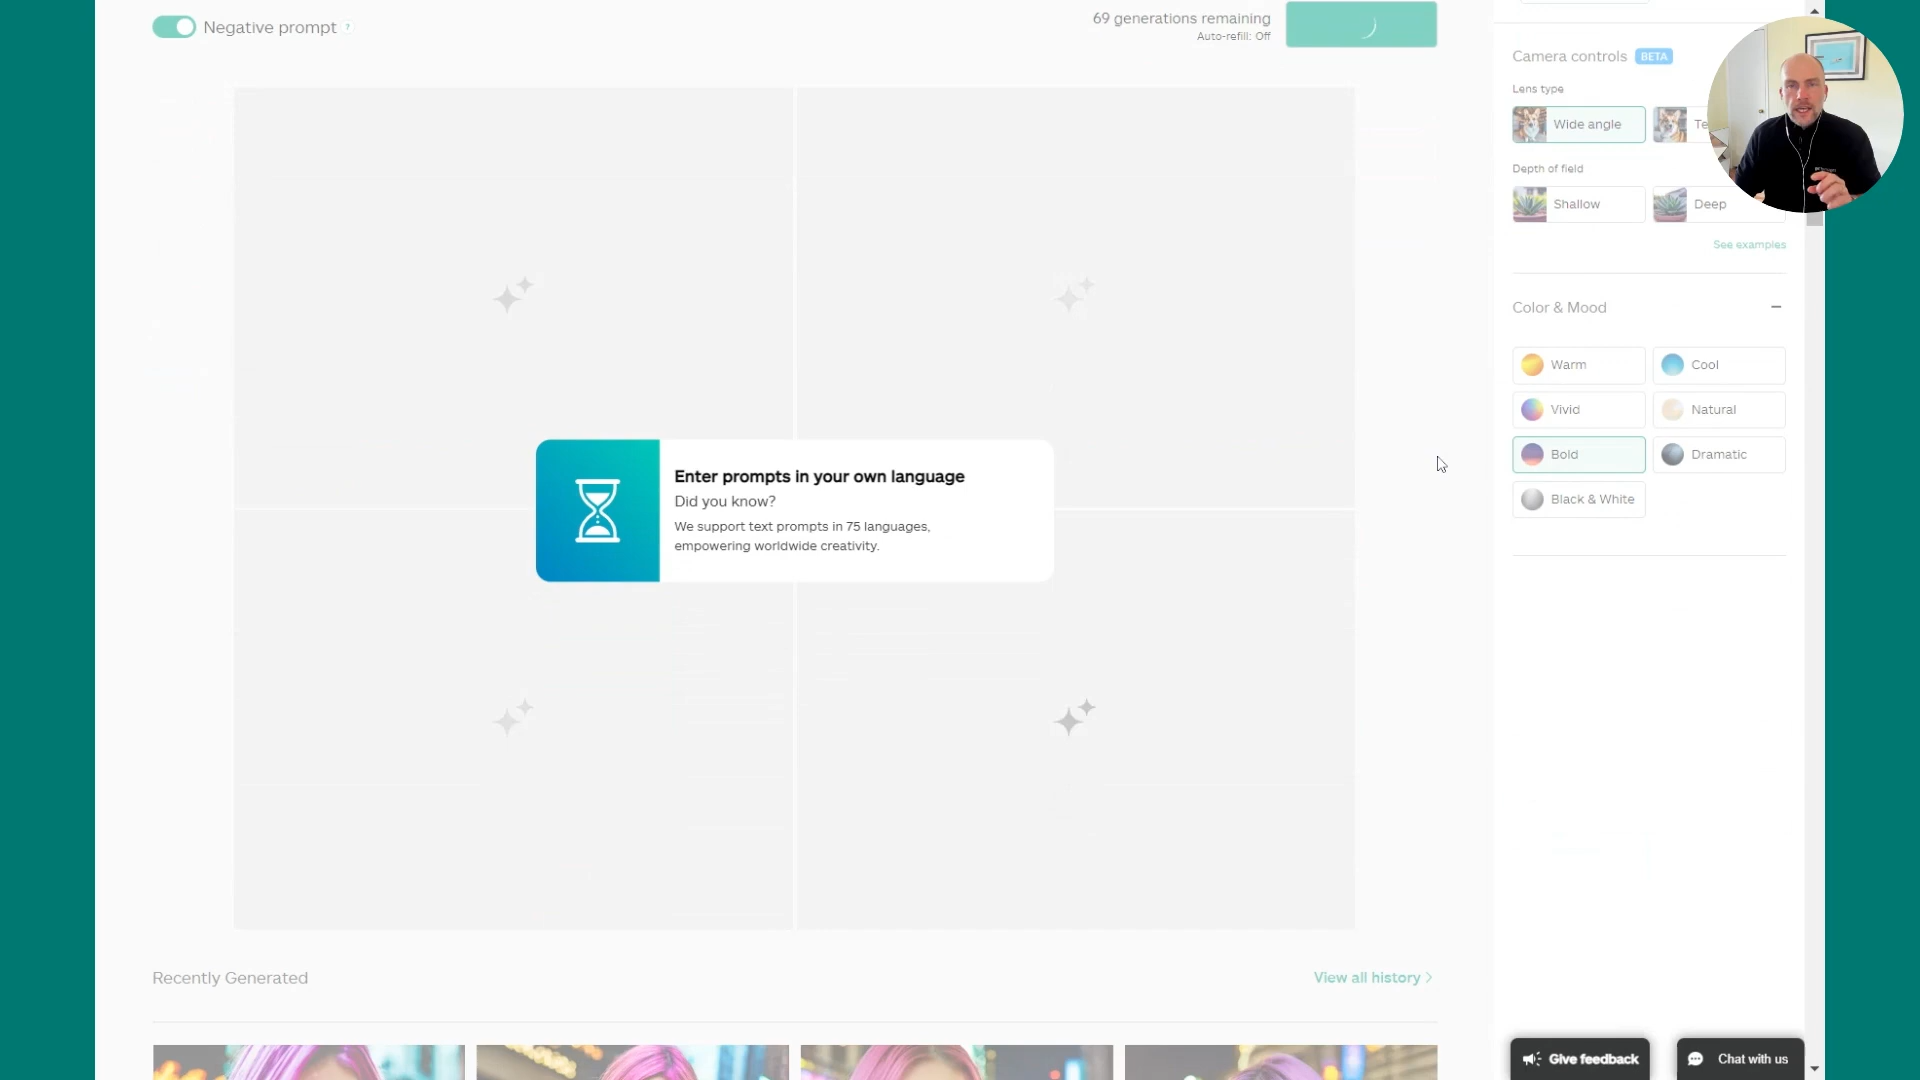 Negative prompt ?
69 generations remaining
Auto-refill: Off
Camera controls BETA
Lens type
Wide angle
Te
Depth of field
Shallow
Deep
See examples
Color & Mood
Warm
Cool
Vivid
Natural
Bold
Dramatic
Black & White
Enter prompts in your own language
Did you know?
We support text prompts in 75 languages,
empowering worldwide creativity.
Recently Generated
View all history
Give feedback
Chat with us